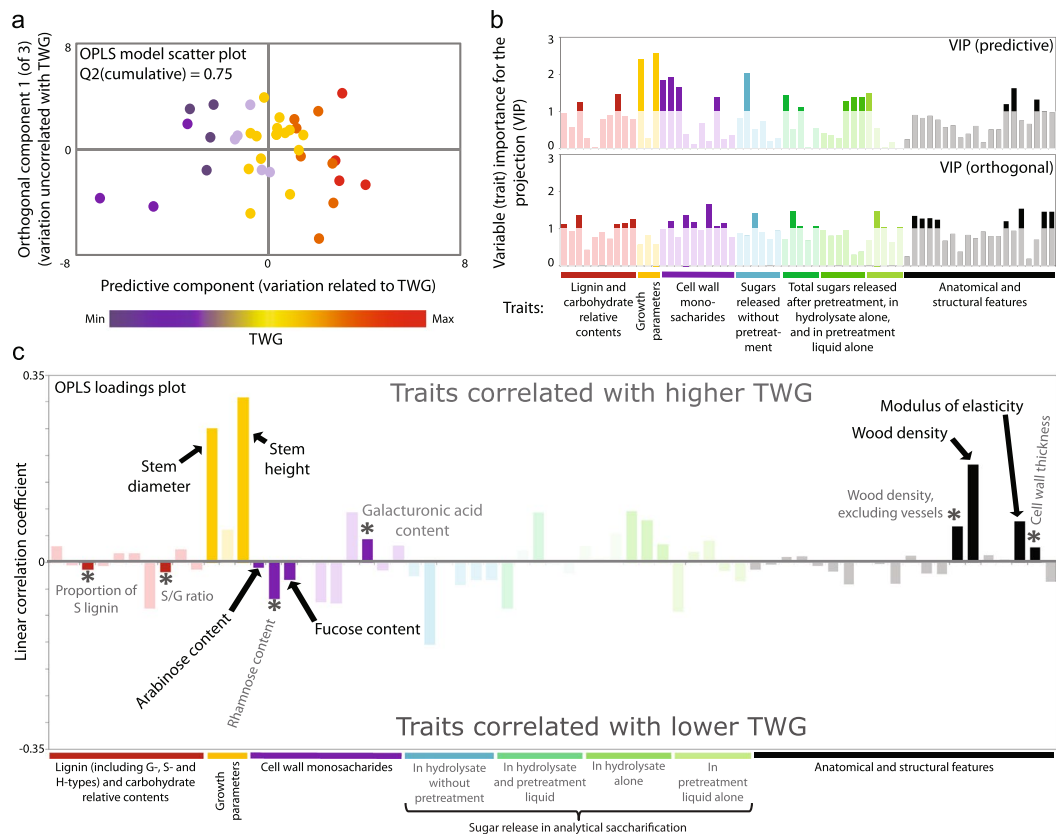 a
OPLS model scatter plot
Q2(cumulative) = 0.75
Orthogonal component 1 (of 3)
(variation uncorrelated with TWG)
8
0
-8
0
8
Predictive component (variation related to TWG)
Min
Max
TWG
b
Variable (trait) importance for the
projection (VIP)
3
2
1
0
VIP (predictive)
3
2
1
0
VIP (orthogonal)
Traits:
Lignin and
carbohydrate
relative
contents
Growth
parameters
Cell wall
mono-
sacharides
Sugars
released
without
pretreat-
ment
Total sugars released
after pretreatment, in
hydrolysate alone,
and in pretreatment
liquid alone
Anatomical and
structural features
c
Linear correlation coefficient
0.35
0
-0.35
OPLS loadings plot
Traits correlated with higher TWG
Stem
diameter
Stem
height
Galacturonic acid
content
*
Modulus of elasticity
Wood density
Wood density,
excluding vessels
*
*
Cell wall thickness
*
Proportion of
S lignin
*
S/G ratio
Arabinose content
*
Rhamnose content
Fucose content
Traits correlated with lower TWG
Lignin (including G-, S- and
H-types) and carbohydrate
relative contents
Growth
parameters
Cell wall monosacharides
In hydrolysate
without
pretreatment
In hydrolysate
and pretreatment
liquid
In hydrolysate
alone
In
pretreatment
liquid alone
Anatomical and structural features
Sugar release in analytical saccharification